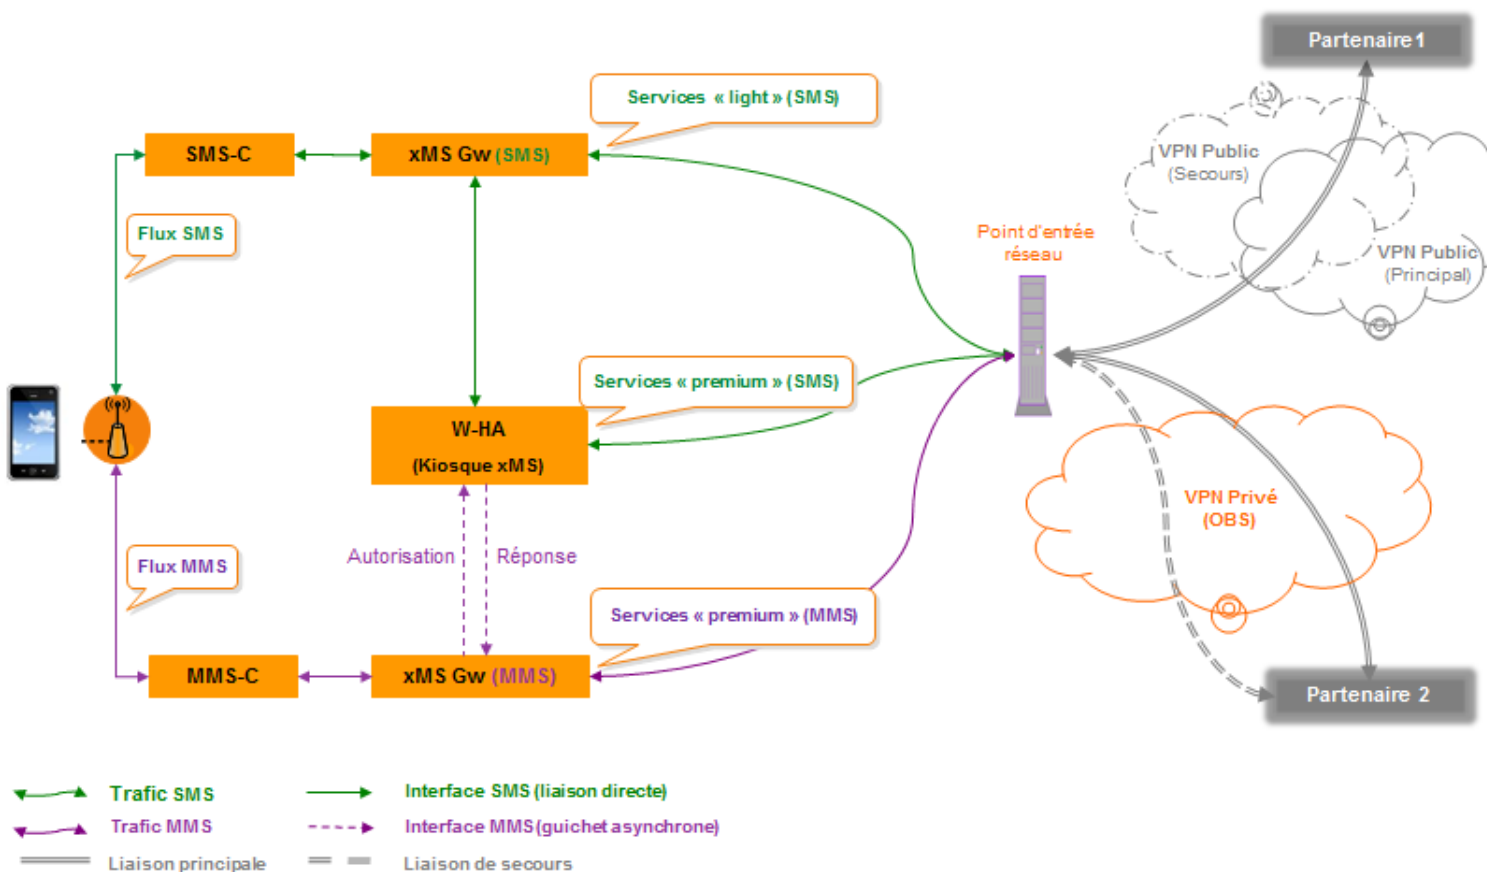 Partenaire 1
Services « light » (SMS)
SMS-C
xMS Gw (SMS)
VPN Public
(Secours)
Flux SMS
Point d'entrée
réseau
VPN Public
(Principal)
Services « premium » (SMS)
W-HA
(Kiosque xMS)
VPN Privé
(OBS)
Autorisation
Réponse
Flux MMS
Services « premium » (MMS)
MMS-C
xMS Gw (MMS)
Partenaire 2
Trafic SMS
Interface SMS (liaison directe)
Trafic MMS
Interface MMS (guichet asynchrone)
Liaison principale
Liaison de secours